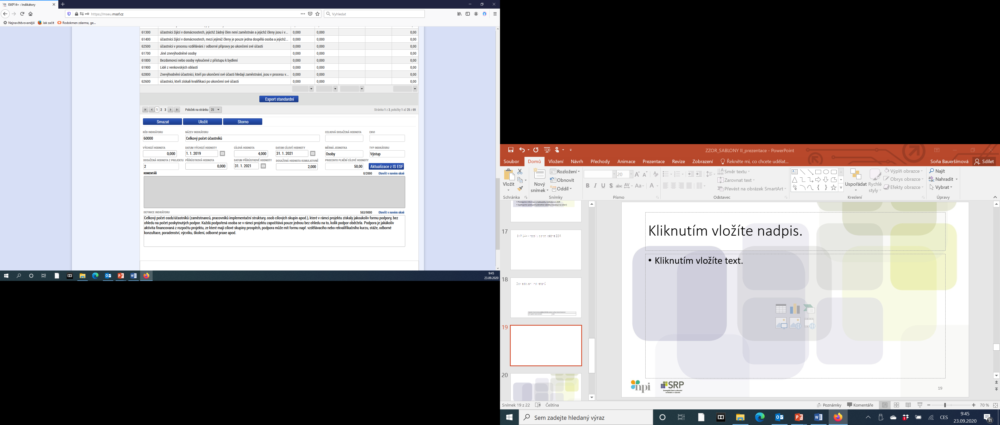 ISKP14+ : Indikátory
https://mseu.mssf.cz
Vyhledat
Nejnavštěvovanější
Jak začít
Rodokmen zdarma, ge...
61300 účastníci žijící v domácnostech, jejichž žádný člen není zaměstnán a jejichž členy jsou i v... 0,000 0,000 0,00
61400 účastníci žijící v domácnostech, mezi jejímiž členy je pouze jedna dospělá osoba a jejichž... 0,000 0,000 0,00
62500 účastníci v procesu vzdělávání / odborné přípravy po ukončení své účasti 0,000 0,000 0,00
61700 Jiné znevýhodněné osoby 0,000 0,000 0,00
61800 Bezdomovci nebo osoby vyloučené z přístupu k bydlení 0,000 0,000 0,00
61900 Lidé z venkovských oblastí 0,000 0,000 0,00
62800 Znevýhodnění účastníci, kteří po ukončení své účasti hledají zaměstnání, jsou v procesu v... 0,000 0,000 0,00
62600 účastníci, kteří získali kvalifikaci po ukončení své účasti 0,000 0,000 0,00
Export standardní
1 2 3 Položek na stránku 25 Stránka 1 z 3, položky 1 až 25 z 69
Smazat Uložit Storno
KÓD INDIKÁTORU NÁZEV INDIKÁTORU CELKOVÁ DOSAŽENÁ HODNOTA ENVI
60000 Celkový počet účastníků
VÝCHOZÍ HODNOTA DATUM VÝCHOZÍ HODNOTY CÍLOVÁ HODNOTA DATUM CÍLOVÉ HODNOTY MĚRNÁ JEDNOTKA TYP INDIKÁTORU
0,000 1. 1. 2019 4,000 31. 1. 2021 Osoby Výstup
DOSAŽENÁ HODNOTA Z PROJEKTU PŘÍRŮSTKOVÁ HODNOTA DATUM PŘÍRŮSTKOVÉ HODNOTY DOSAŽENÁ HODNOTA KUMULATIVNĚ PROCENTO PLNĚNÍ CÍLOVÉ HODNOTY
2 0,000 31. 1. 2021 2,000 50,00 Aktualizace z IS ESF
KOMENTÁŘ 0/2000 Otevřít v novém okně
DEFINICE INDIKÁTORU 563/9000 Otevřít v novém okně
Celkový počet osob/účastníků (zaměstnanců, pracovníků implementační struktury, osob cílových skupin apod.), které v rámci projektu získaly jakoukoliv formu podpory, bez
ohledu na počet poskytnutých podpor. Každá podpořená osoba se v rámci projektu započítává pouze jednou bez ohledu na to, kolik podpor obdržela. Podpora je jakákoliv
aktivita financovaná z rozpočtu projektu, ze které mají cílové skupiny prospěch, podpora může mít formu např. vzdělávacího nebo rekvalifikačního kurzu, stáže, odborné
konzultace, poradenství, výcviku, školení, odborné praxe apod.
9:45
23.09.2020
ZZOR_SABLONY II_prezentace - PowerPoint
Soubor Domů Vložení Návrh Přechody Animace Prezentace Revize Zobrazení Řekněte mi, co chcete udělat... Soňa Baueršímová Sdílet
Vložit
Nový
snímek
Rozložení
Obnovit
Oddíl
20
Směr textu
Zarovnat text
Převést na obrázek SmartArt
Uspořádat
Rychlé
styly
Výplň obrazce
Obrys obrazce
Efekty obrazce
Najít
Nahradit
Vybrat
Schránka Snímky Písmo Odstavec Kreslení Úpravy
Překlápíme informace z kalkulačky indikátorů k ZOR
Vyplňujeme postupně jednotlivé záložky (navazují na sebe!)
17
18
19
20
Kliknutím vložíte nadpis.
• Kliknutím vložíte text.
npi
SRP
19
Snímek 19 z 22 Čeština Poznámky Komentáře 70 %
Sem zadejte hledaný výraz
CES
9:45
23.09.2020
11